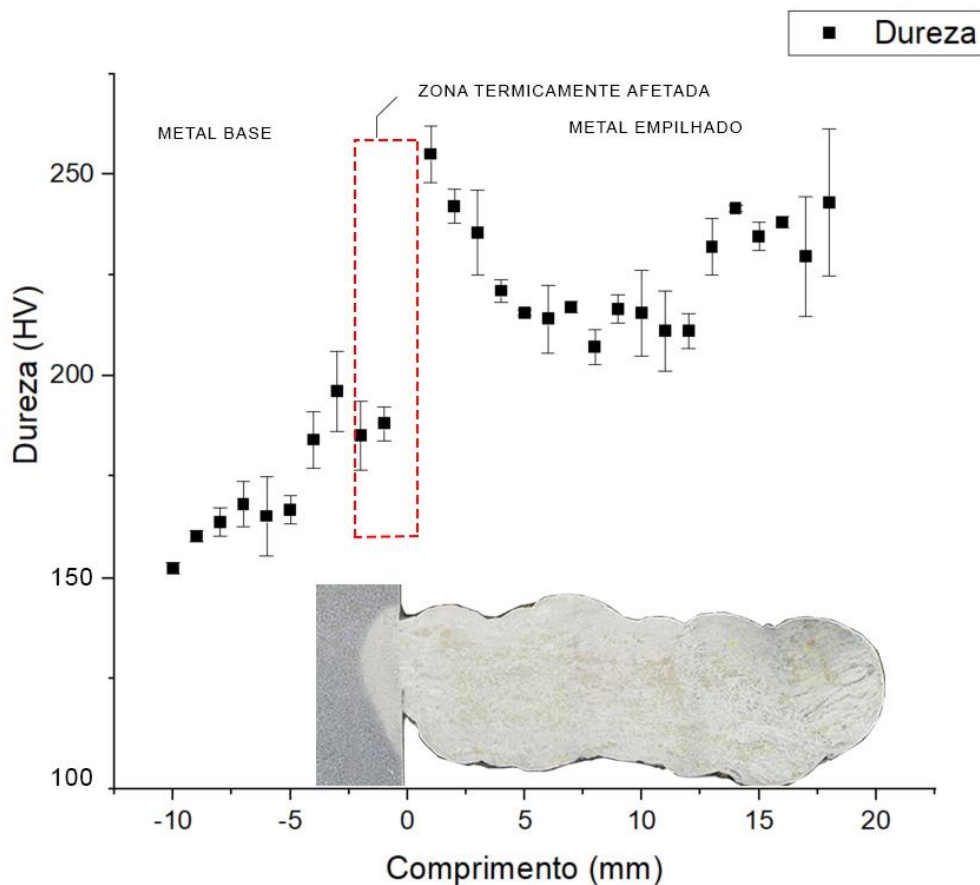 Dureza
ZONA TERMICAMENTE AFETADA
METAL BASE
METAL EMPILHADO
250
200
150
100
Dureza (HV)
-10 -5 0 5 10 15 20
Comprimento (mm)